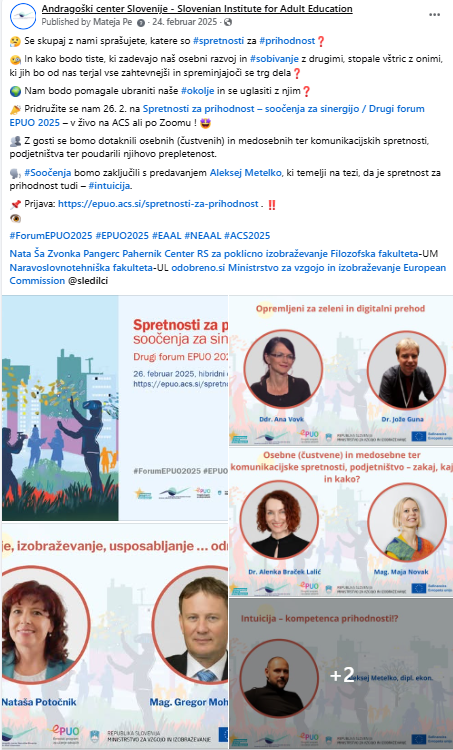 Andragoški center Slovenije - Slovenian Institute for Adult Education
Published by Mateja Pe · 24. februar 2025 ·
Se skupaj z nami sprašujete, katere so #spretnosti za #prihodnost❓
In kako bodo tiste, ki zadevajo naš osebni razvoj in #sobivanje z drugimi, stopale vštric z onimi,
ki jih bo od nas terjal vse zahtevnejši in spreminjajoči se trg dela❓
Nam bodo pomagale ubraniti naše #okolje in se uglasiti z njim❓
Pridružite se nam 26. 2. na Spretnosti za prihodnost – soočenja za sinergijo / Drugi forum
EPUO 2025 – v živo na ACS ali po Zoomu !
Z gosti se bomo dotaknili osebnih (čustvenih) in medosebnih ter komunikacijskih spretnosti,
podjetništva ter poudarili njihovo prepletenost.
#Soočenja bomo zaključili s predavanjem Aleksej Metelko, ki temelji na tezi, da je spretnost za
prihodnost tudi – #intuicija.
Prijava: https://epuo.acs.si/spretnosti-za-prihodnost . ‼️
#ForumEPUO2025 #EPUO2025 #EAAL #NEAAL #ACS2025
Nata Ša Zvonka Pangerc Pahernik Center RS za poklicno izobraževanje Filozofska fakulteta-UM
Naravoslovnotehniška fakulteta-UL odobreno.si Ministrstvo za vzgojo in izobraževanje European
Commission @sledilci
Spretnosti za p
soočenja za sin
Drugi forum EPUO 202
26. februar 2025, hibridni
https://epuo.acs.si/spretn
#ForumEPUO2025 #EPUO
Opremljeni za zeleni in digitalni prehod
Ddr. Ana Vovk
Dr. Jože Guna
Osebne (čustvene) in medosebne ter
komunikacijske spretnosti, podjetništvo – zakaj, kaj
in kako?
Dr. Alenka Braček Lalić
Mag. Maja Novak
je, izobraževanje, usposabljanje ... od
Nataša Potočnik
Mag. Gregor Moh
ePUO
REPUBLIKA SLOVENIJA
MINISTRSTVO ZA VZGOJO IN IZOBRAŽEVANJE
Intuicija – kompetenca prihodnosti!?
+2
leksej Metelko, dipl. ekon.